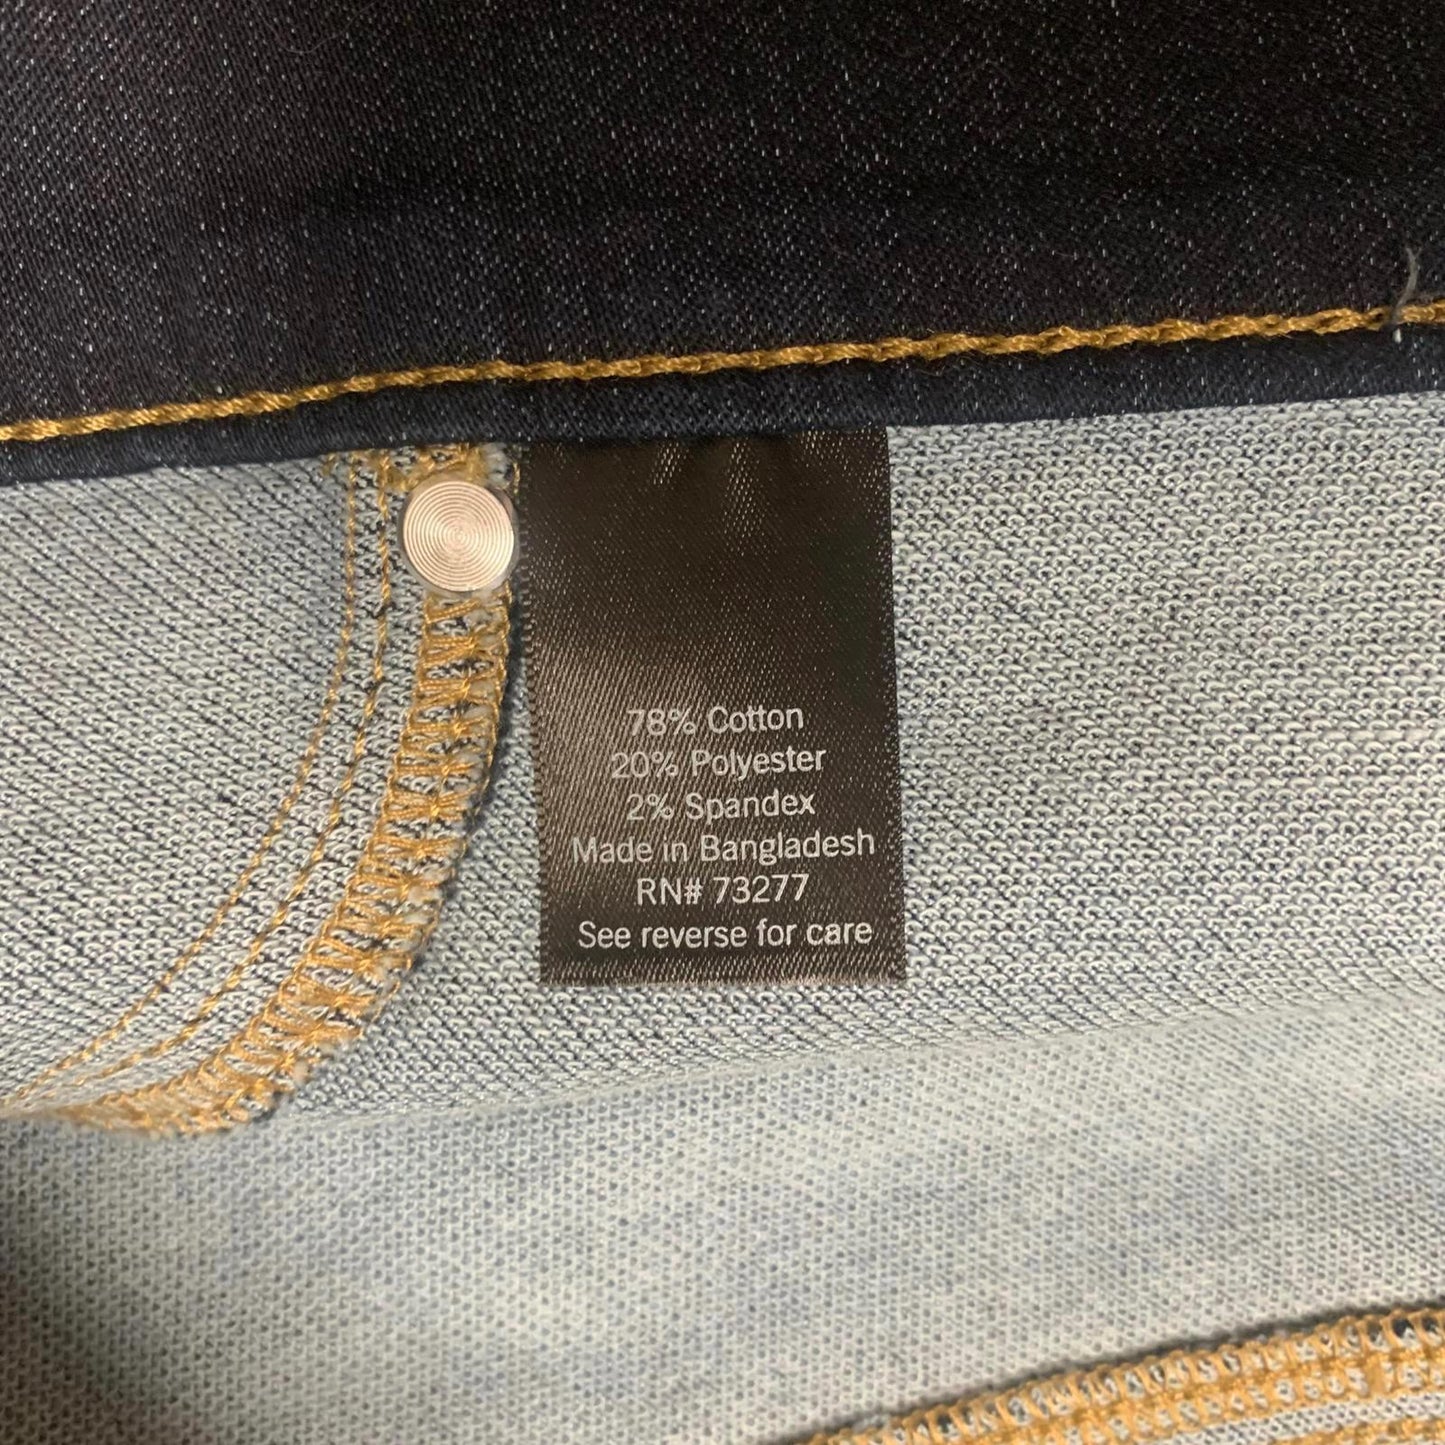 78% Cotton
20% Polyester
2% Spandex
Made in Bangladesh
RN# 73277
See reverse for care